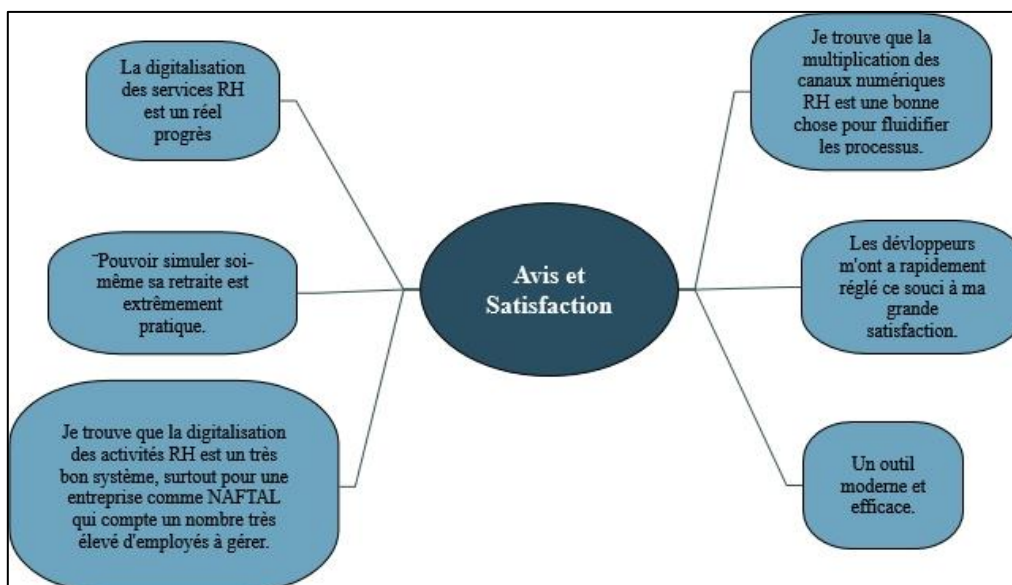 La digitalisation
des services RH
est un réel
progrès
¨Pouvoir simuler soi-
même sa retraite est
extrêmement
pratique.
Je trouve que la digitalisation
des activités RH est un très
bon système, surtout pour une
entreprise comme NAFTAL
qui compte un nombre très
élevé d'employés à gérer.
Avis et
Satisfaction
Je trouve que la
multiplication des
canaux numériques
RH est une bonne
chose pour fluidifier
les processus.
Les dévloppeurs
m'ont a rapidement
réglé ce souci à ma
grande
satisfaction.
Un outil
moderne et
efficace.